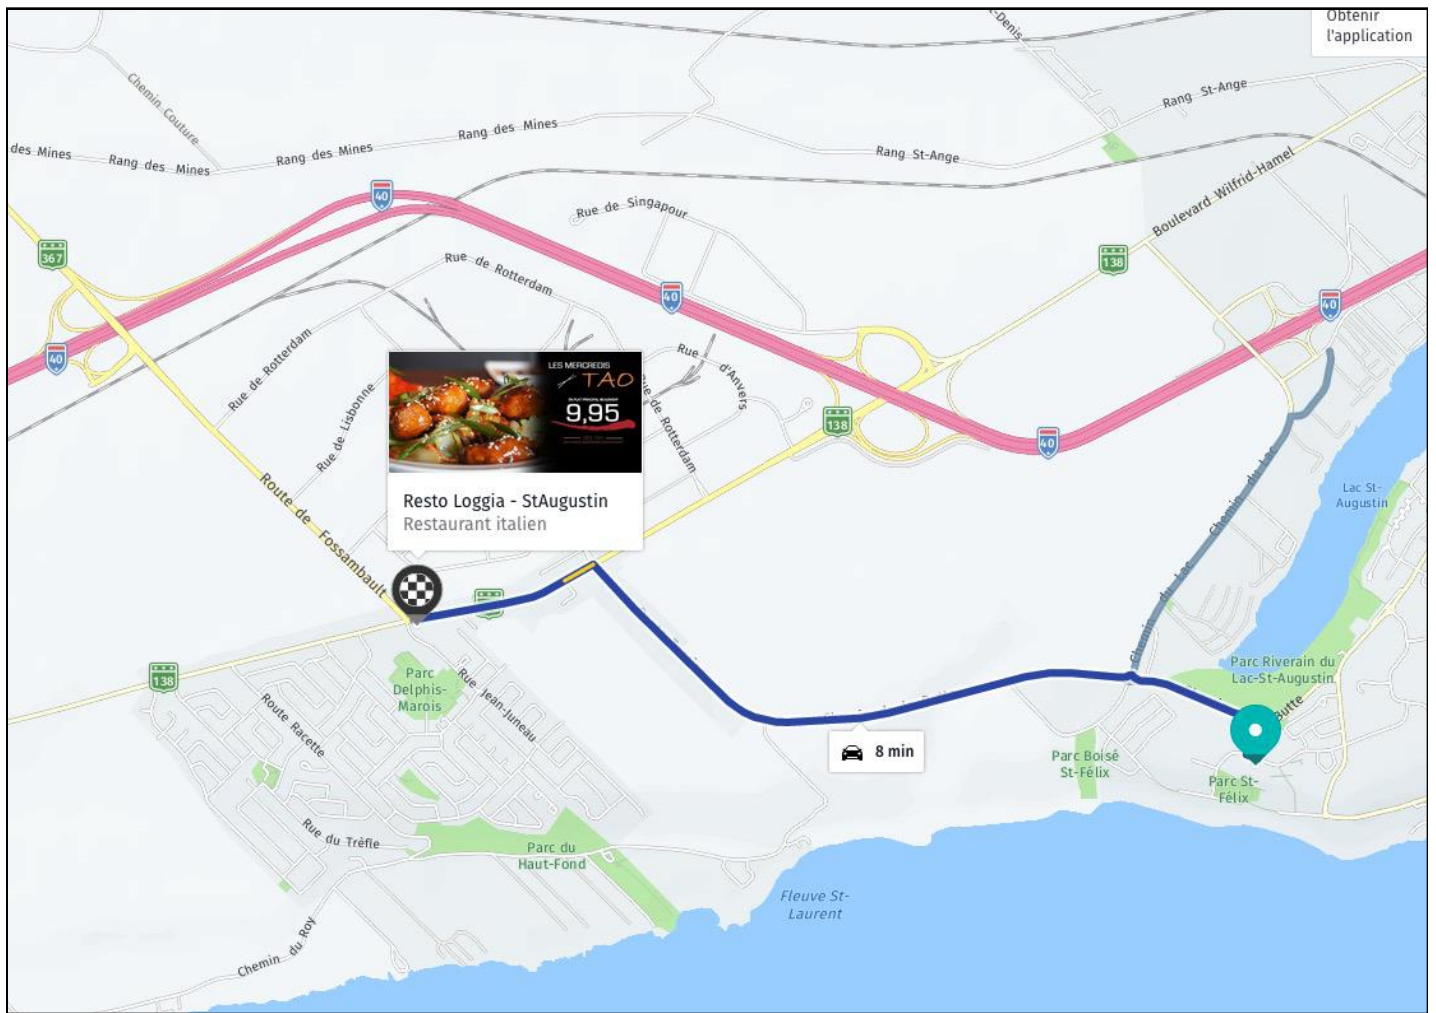 Obtenir
l'application
-Denis
Chemin Couture
Rang St-Ange
des Mines
Rang des Mines
Rang des Mines
Rang des Mines
Rang St-Ange
Boulevard Wilfrid-Hamel
40
Rue de Singapour
367
Rue de Rotterdam
138
40
40
40
Rue de Rotterdam
Rue d'Anvers
Rue de Lisbonne
Rue de Rotterdam
LES MERCREDIS
TAO
9,95
138
40
Resto Loggia - StAugustin
Restaurant italien
Route de Fossambault
Chemin du Lac
Lac St-
Augustin
Chemin du Lac
138
Parc
Delphis-
Marois
Rue Jean-Juneau
Parc Riverain du
Lac-St-Augustin
Butte
Route Racette
8 min
Parc Boisé
St-Félix
Parc St-
Félix
Rue du Trèfle
Parc du
Haut-Fond
Fleuve St-
Laurent
Chemin du Roy